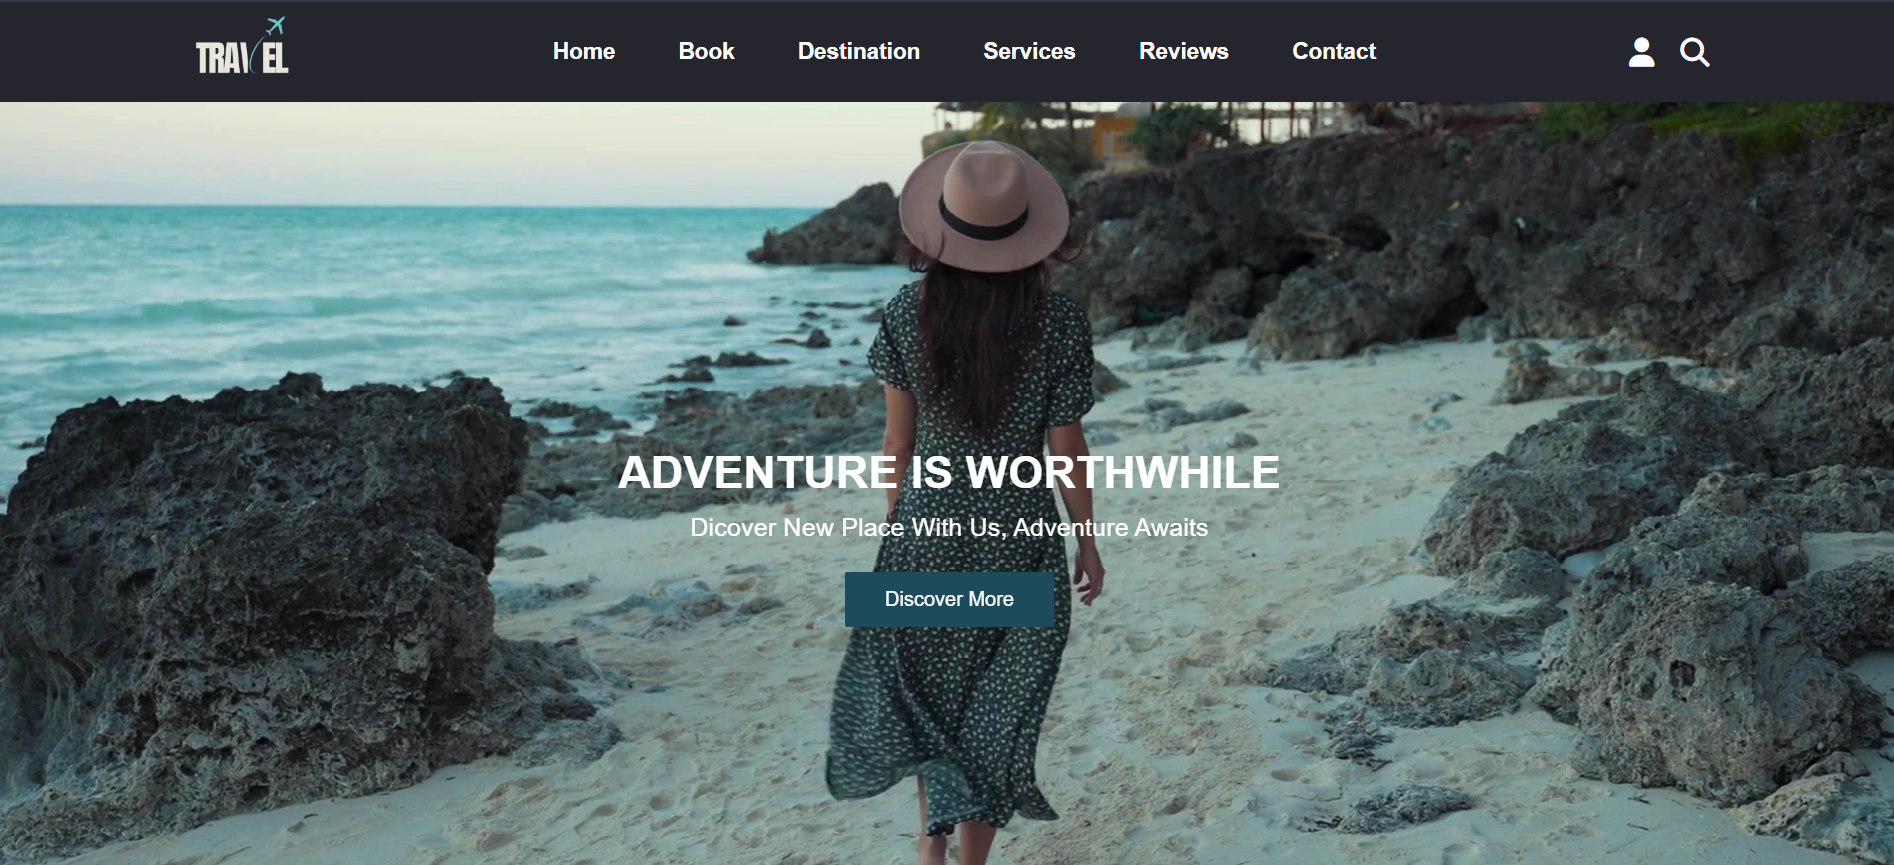 TRAVEL
Home Book Destination Services Reviews Contact
ADVENTURE IS WORTHWHILE
Dicover New Place With Us, Adventure Awaits
Discover More